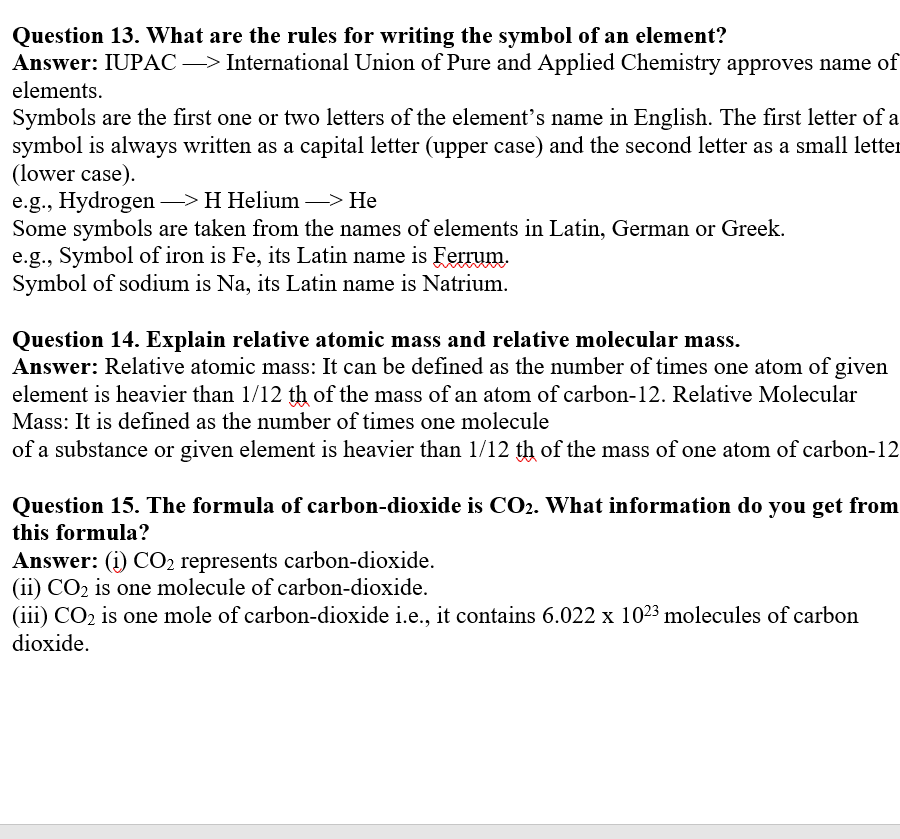 Question 13. What are the rules for writing the symbol of an element?
Answer: IUPAC —> International Union of Pure and Applied Chemistry approves name of
elements.
Symbols are the first one or two letters of the element’s name in English. The first letter of a
symbol is always written as a capital letter (upper case) and the second letter as a small letter
(lower case).
e.g., Hydrogen —> H Helium —> He
Some symbols are taken from the names of elements in Latin, German or Greek.
e.g., Symbol of iron is Fe, its Latin name is Ferrum.
Symbol of sodium is Na, its Latin name is Natrium.
Question 14. Explain relative atomic mass and relative molecular mass.
Answer: Relative atomic mass: It can be defined as the number of times one atom of given
element is heavier than 1/12 th of the mass of an atom of carbon-12. Relative Molecular
Mass: It is defined as the number of times one molecule
of a substance or given element is heavier than 1/12 th of the mass of one atom of carbon-12
Question 15. The formula of carbon-dioxide is CO₂. What information do you get from
this formula?
Answer: (i) CO₂ represents carbon-dioxide.
(ii) CO₂ is one molecule of carbon-dioxide.
(iii) CO₂ is one mole of carbon-dioxide i.e., it contains 6.022 x 10²³ molecules of carbon
dioxide.